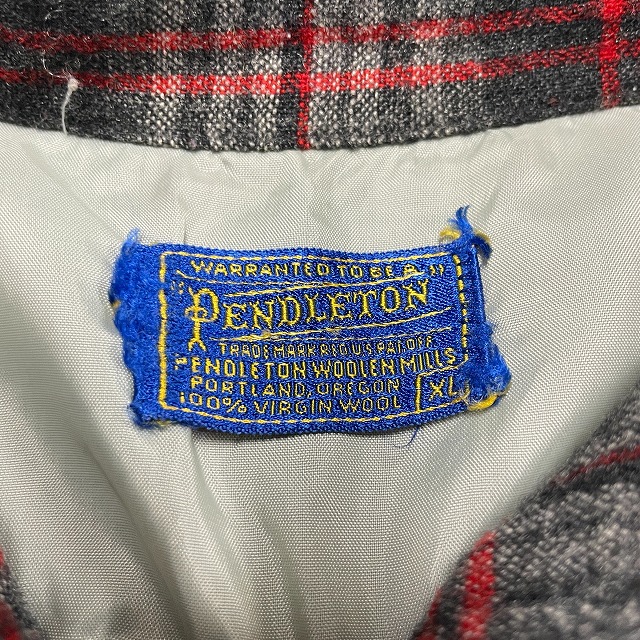 WARRANTED TO BE A
"PENDLETON"
TRADE MARK REG U.S. PAT. OFF.
PENDLETON WOOLEN MILLS
PORTLAND, OREGON
100% VIRGIN WOOL
XL